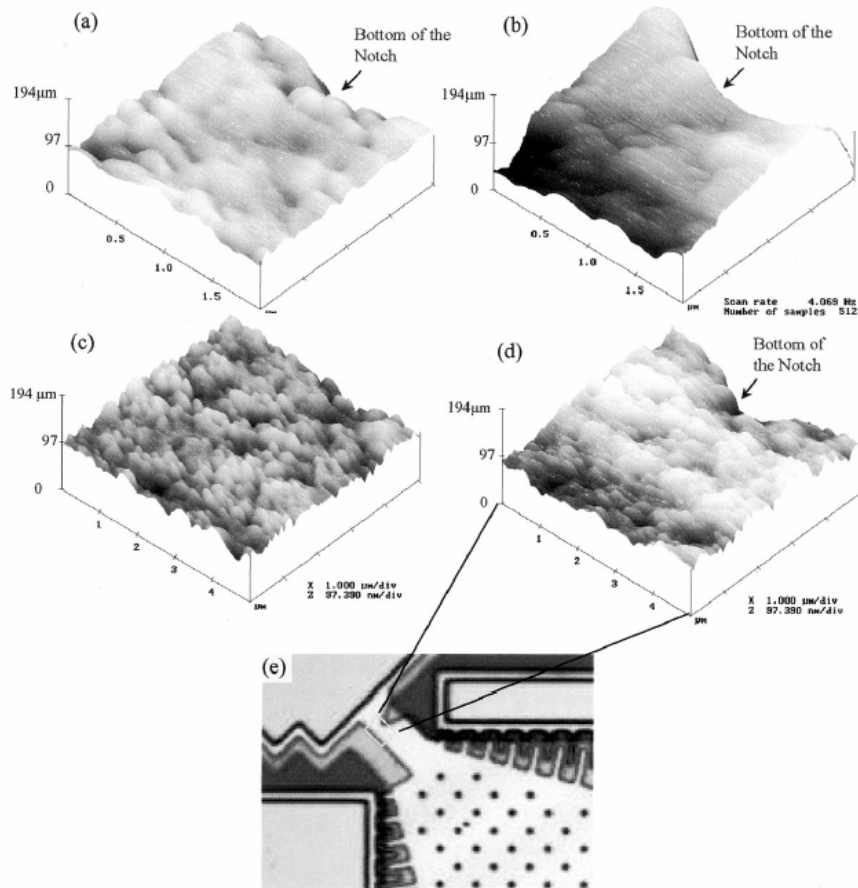 (a)
Bottom of the
Notch
194μm
97
0
0.5
1.0
1.5
μm
(b)
Bottom of the
Notch
194μm
97
0
0.5
1.0
1.5
μm
Scan rate 4.069 Hz
Number of samples 512
(c)
194 μm
97
0
1
2
3
4
μm
X 1.000 μm/div
Z 97.390 nm/div
(d)
Bottom of
the Notch
194μm
97
0
1
2
3
4
μm
X 1.000 μm/div
Z 97.390 nm/div
(e)